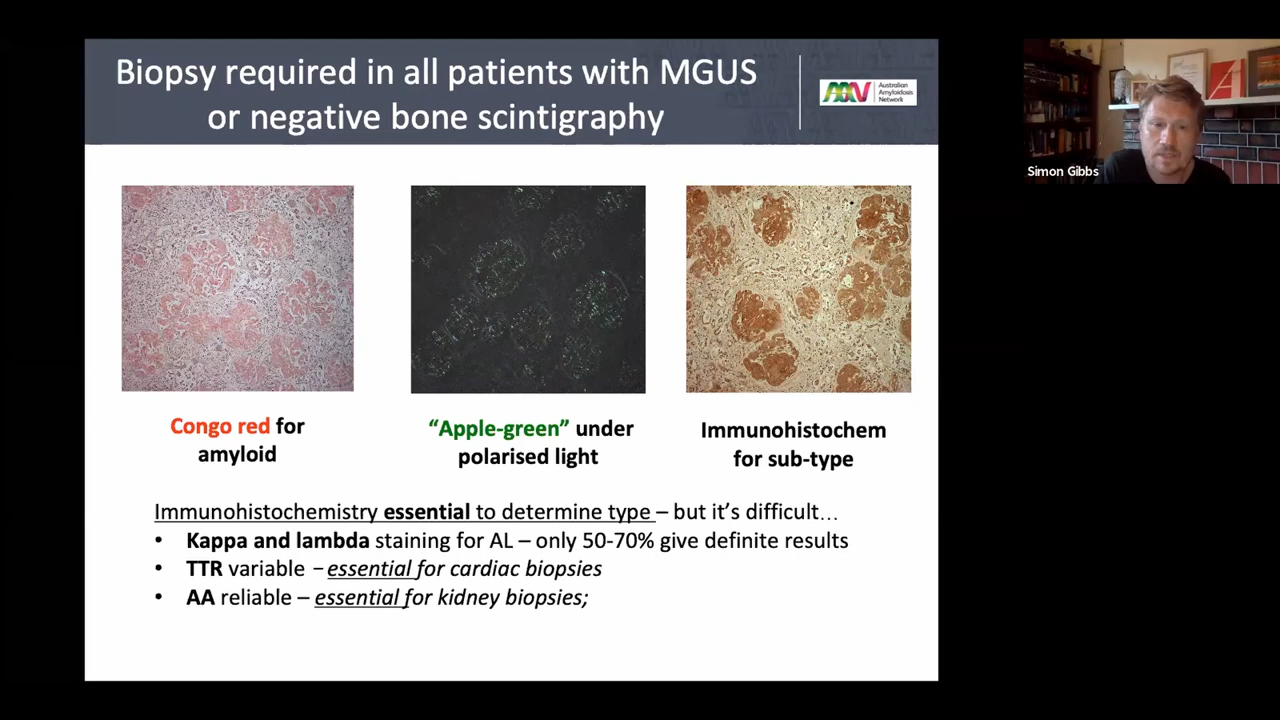 Biopsy required in all patients with MGUS
or negative bone scintigraphy
AAN
Australian
Amyloidosis
Network
Simon Gibbs
Congo red for
amyloid
“Apple-green” under
polarised light
Immunohistochem
for sub-type
Immunohistochemistry essential to determine type – but it’s difficult…
• Kappa and lambda staining for AL – only 50-70% give definite results
• TTR variable – essential for cardiac biopsies
• AA reliable – essential for kidney biopsies;